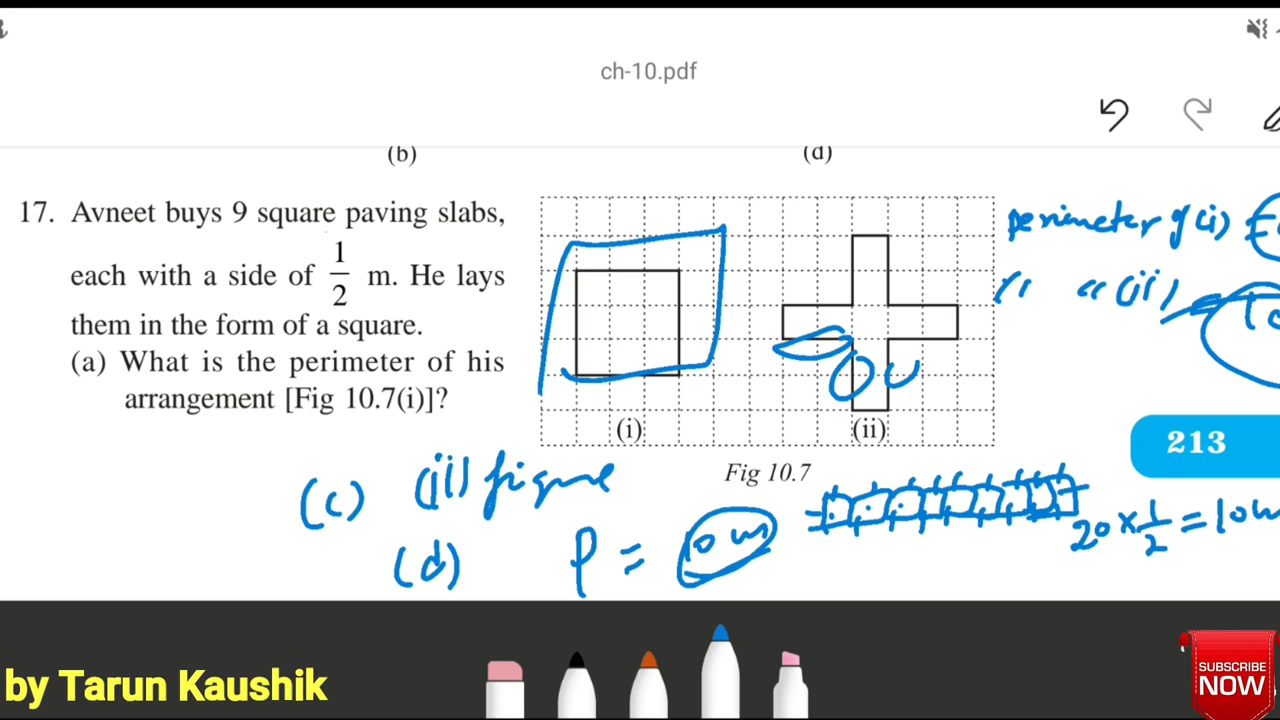 ch-10.pdf
(b) (d)
17. Avneet buys 9 square paving slabs,
each with a side of 1/2 m. He lays
them in the form of a square.
(a) What is the perimeter of his
arrangement [Fig 10.7(i)]?
(i) (ii)
Fig 10.7
perimeter of (i)
" " (ii)
213
(c) (ii) figure
(d) P = 10 m
20 × 1/2 = 10 m
by Tarun Kaushik
SUBSCRIBE
NOW